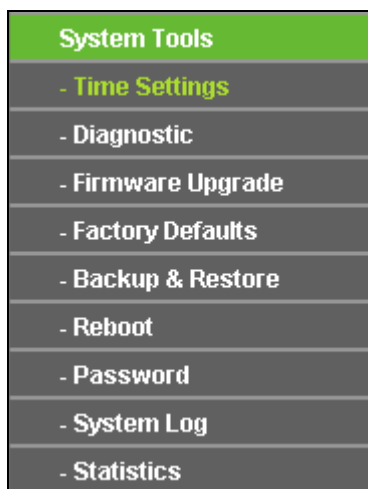 System Tools
- Time Settings
- Diagnostic
- Firmware Upgrade
- Factory Defaults
- Backup & Restore
- Reboot
- Password
- System Log
- Statistics